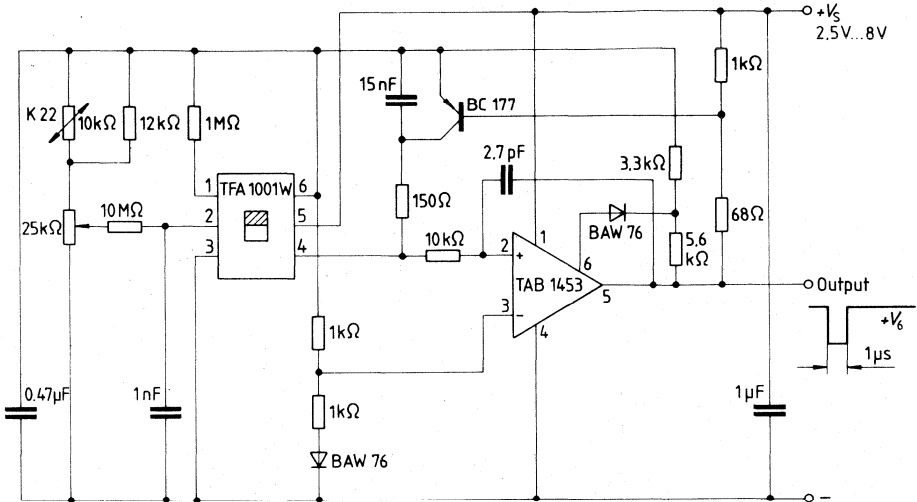 +Vs
2,5V...8V
1kΩ
15nF
BC 177
K 22
10kΩ
12kΩ
1MΩ
2,7pF
3,3kΩ
TFA 1001W
1
6
2
5
3
4
10MΩ
25kΩ
150Ω
10kΩ
BAW 76
68Ω
5,6
kΩ
2
+
1
6
TAB 1453
5
3
−
4
Output
+V6
1µs
1kΩ
1kΩ
0.47µF
1nF
1µF
BAW 76
−